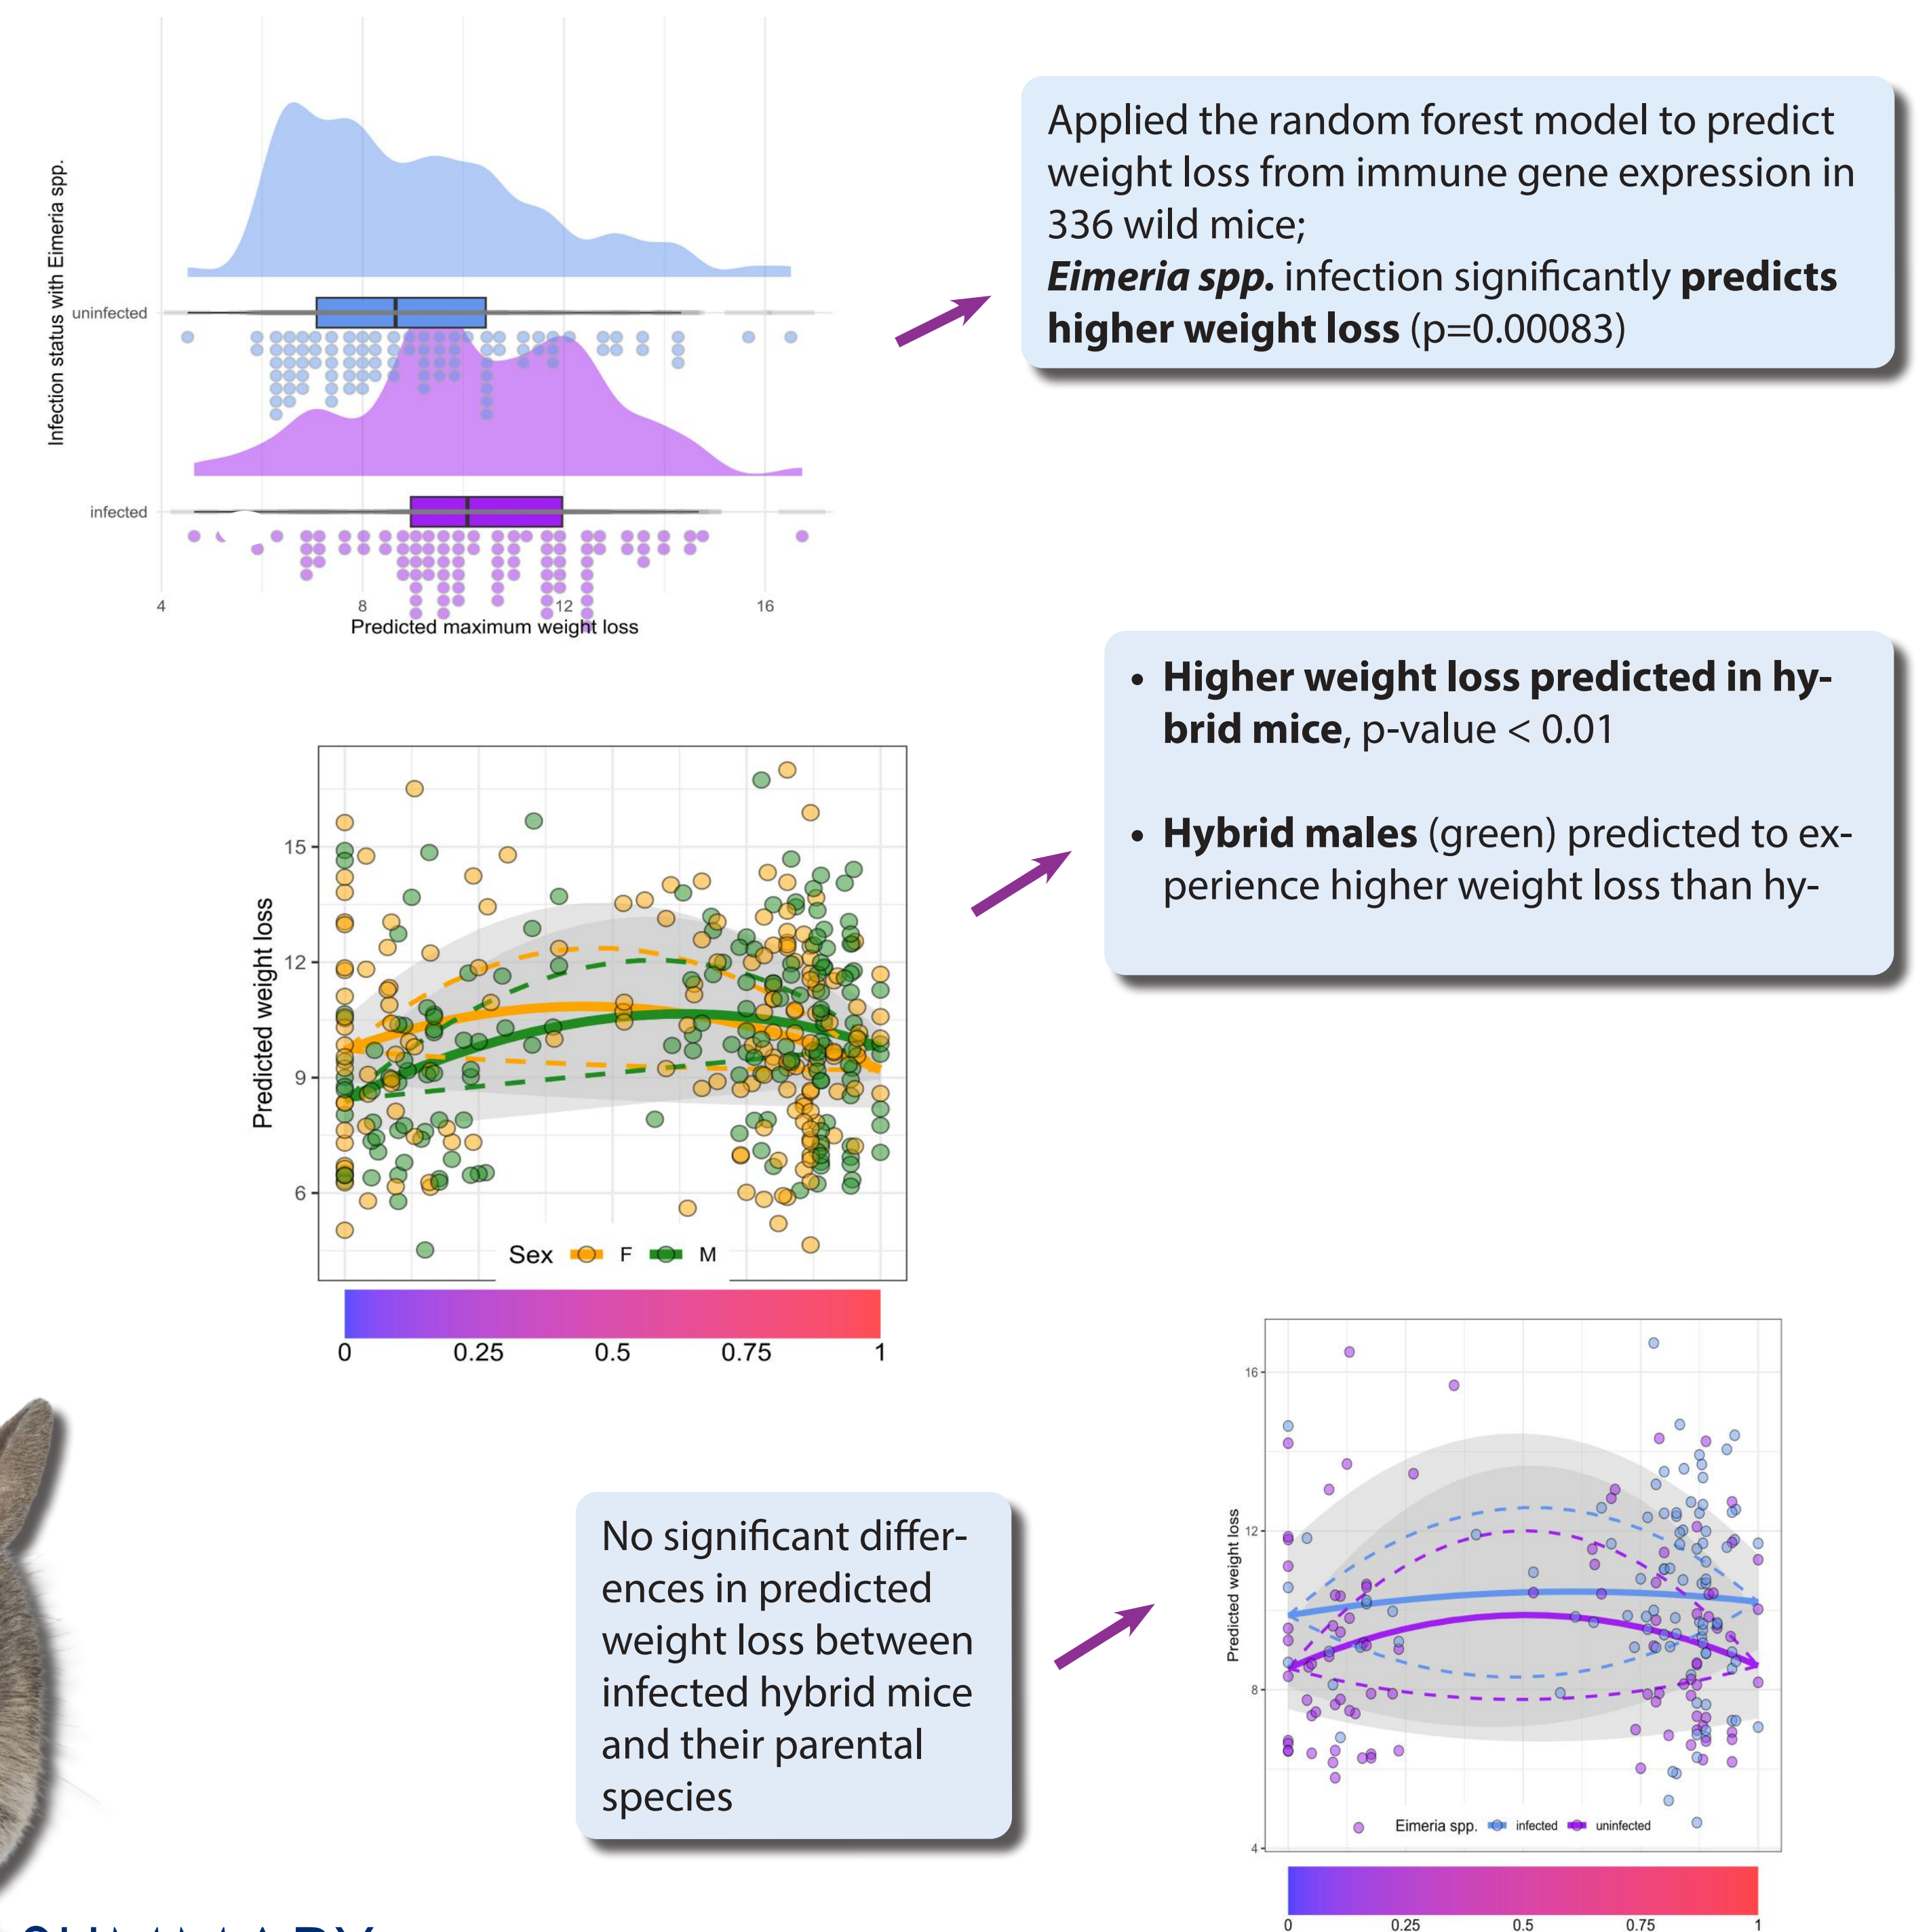 Infection status with Eimeria spp.
uninfected
infected
4
8
12
16
Predicted maximum weight loss
Applied the random forest model to predict
weight loss from immune gene expression in
336 wild mice;
Eimeria spp. infection significantly predicts
higher weight loss (p=0.00083)
• Higher weight loss predicted in hy-
brid mice, p-value < 0.01
• Hybrid males (green) predicted to ex-
perience higher weight loss than hy-
Predicted weight loss
15
12
9
6
Sex F M
0 0.25 0.5 0.75 1
No significant differ-
ences in predicted
weight loss between
infected hybrid mice
and their parental
species
Predicted weight loss
16
12
8
4
Eimeria spp. infected uninfected
0 0.25 0.5 0.75 1